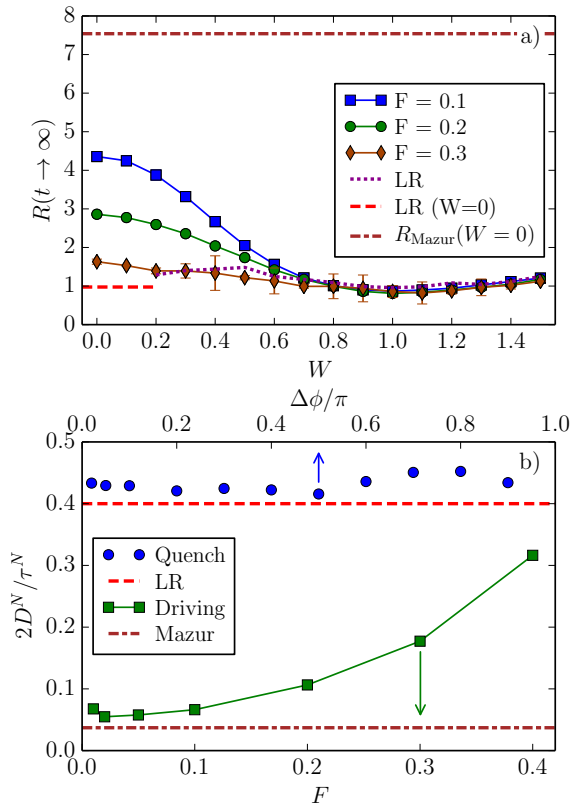 a)
8
7
6
5
4
3
2
1
0
R(t → ∞)
F = 0.1
F = 0.2
F = 0.3
LR
LR (W=0)
R_Mazur(W = 0)
0.0 0.2 0.4 0.6 0.8 1.0 1.2 1.4
W
Δϕ/π
0.0 0.2 0.4 0.6 0.8 1.0
b)
0.5
0.4
0.3
0.2
0.1
0.0
2D^N/τ^N
Quench
LR
Driving
Mazur
0.0 0.1 0.2 0.3 0.4
F